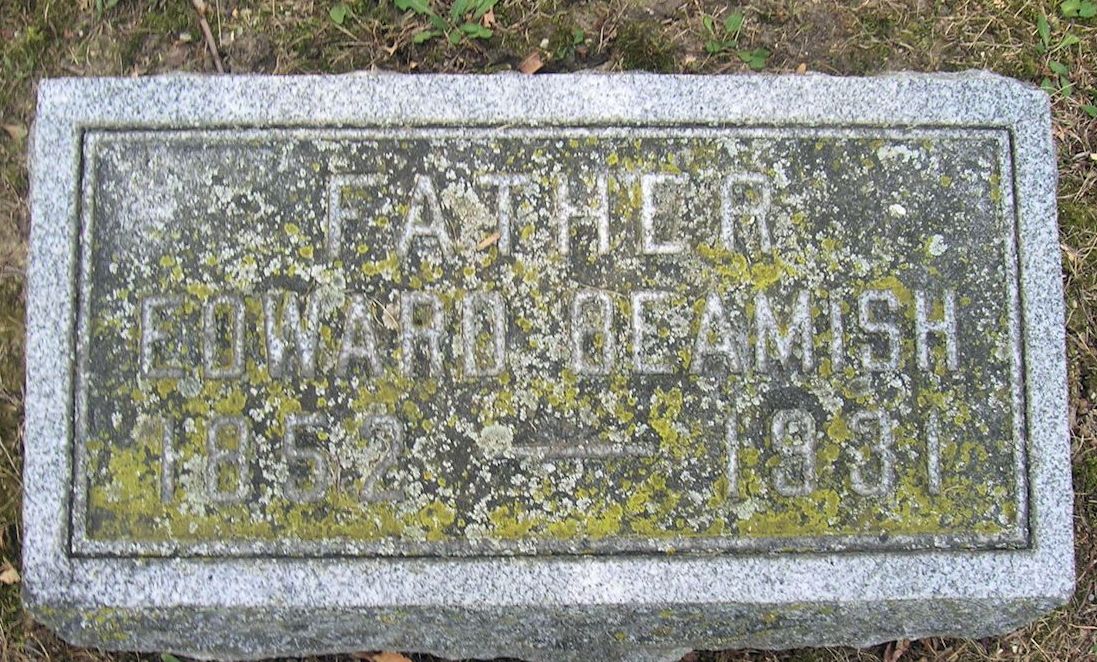 FATHER
EDWARD BEAMISH
1852 — 1931